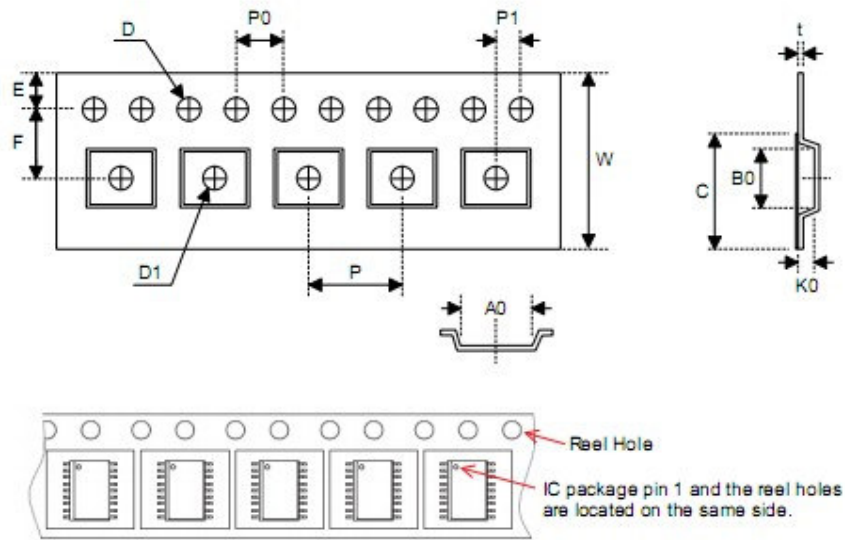 D
P0
P1
t
E
F
W
C
B0
D1
P
K0
A0
Reel Hole
IC package pin 1 and the reel holes
are located on the same side.